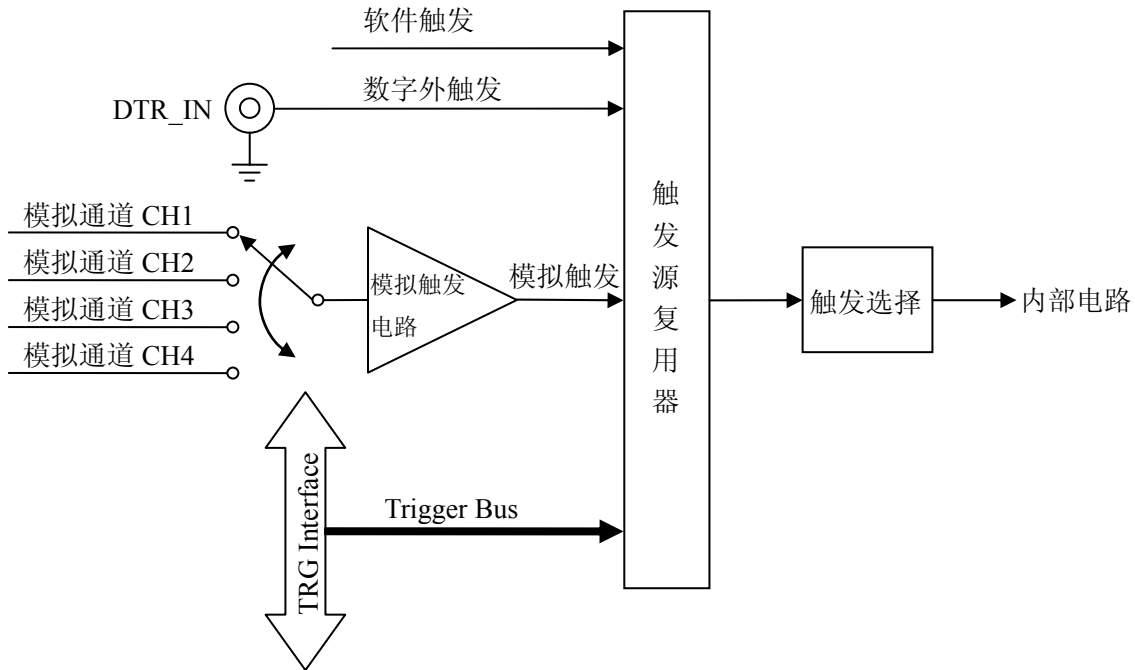 软件触发
数字外触发
DTR_IN
模拟通道 CH1
模拟通道 CH2
模拟通道 CH3
模拟通道 CH4
模拟触发
电路
模拟触发
触发源复用器
触发选择
内部电路
TRG Interface
Trigger Bus